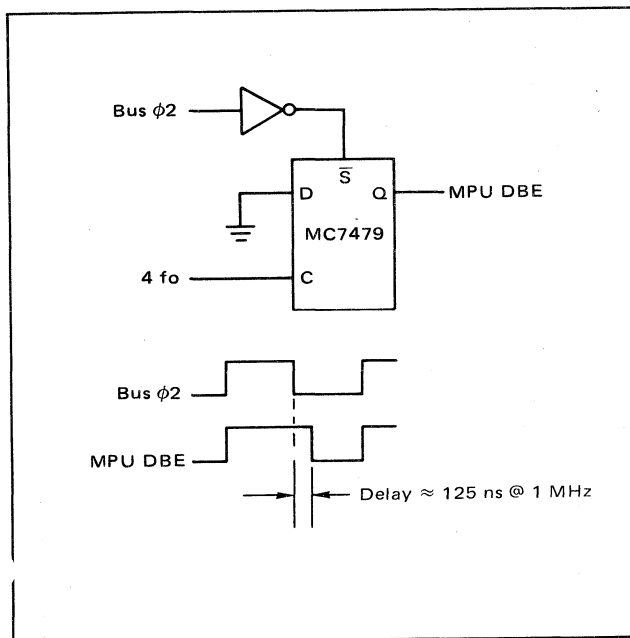 Bus ϕ2
S̅
D
Q
MPU DBE
MC7479
4 fo
C
Bus ϕ2
MPU DBE
Delay ≈ 125 ns @ 1 MHz